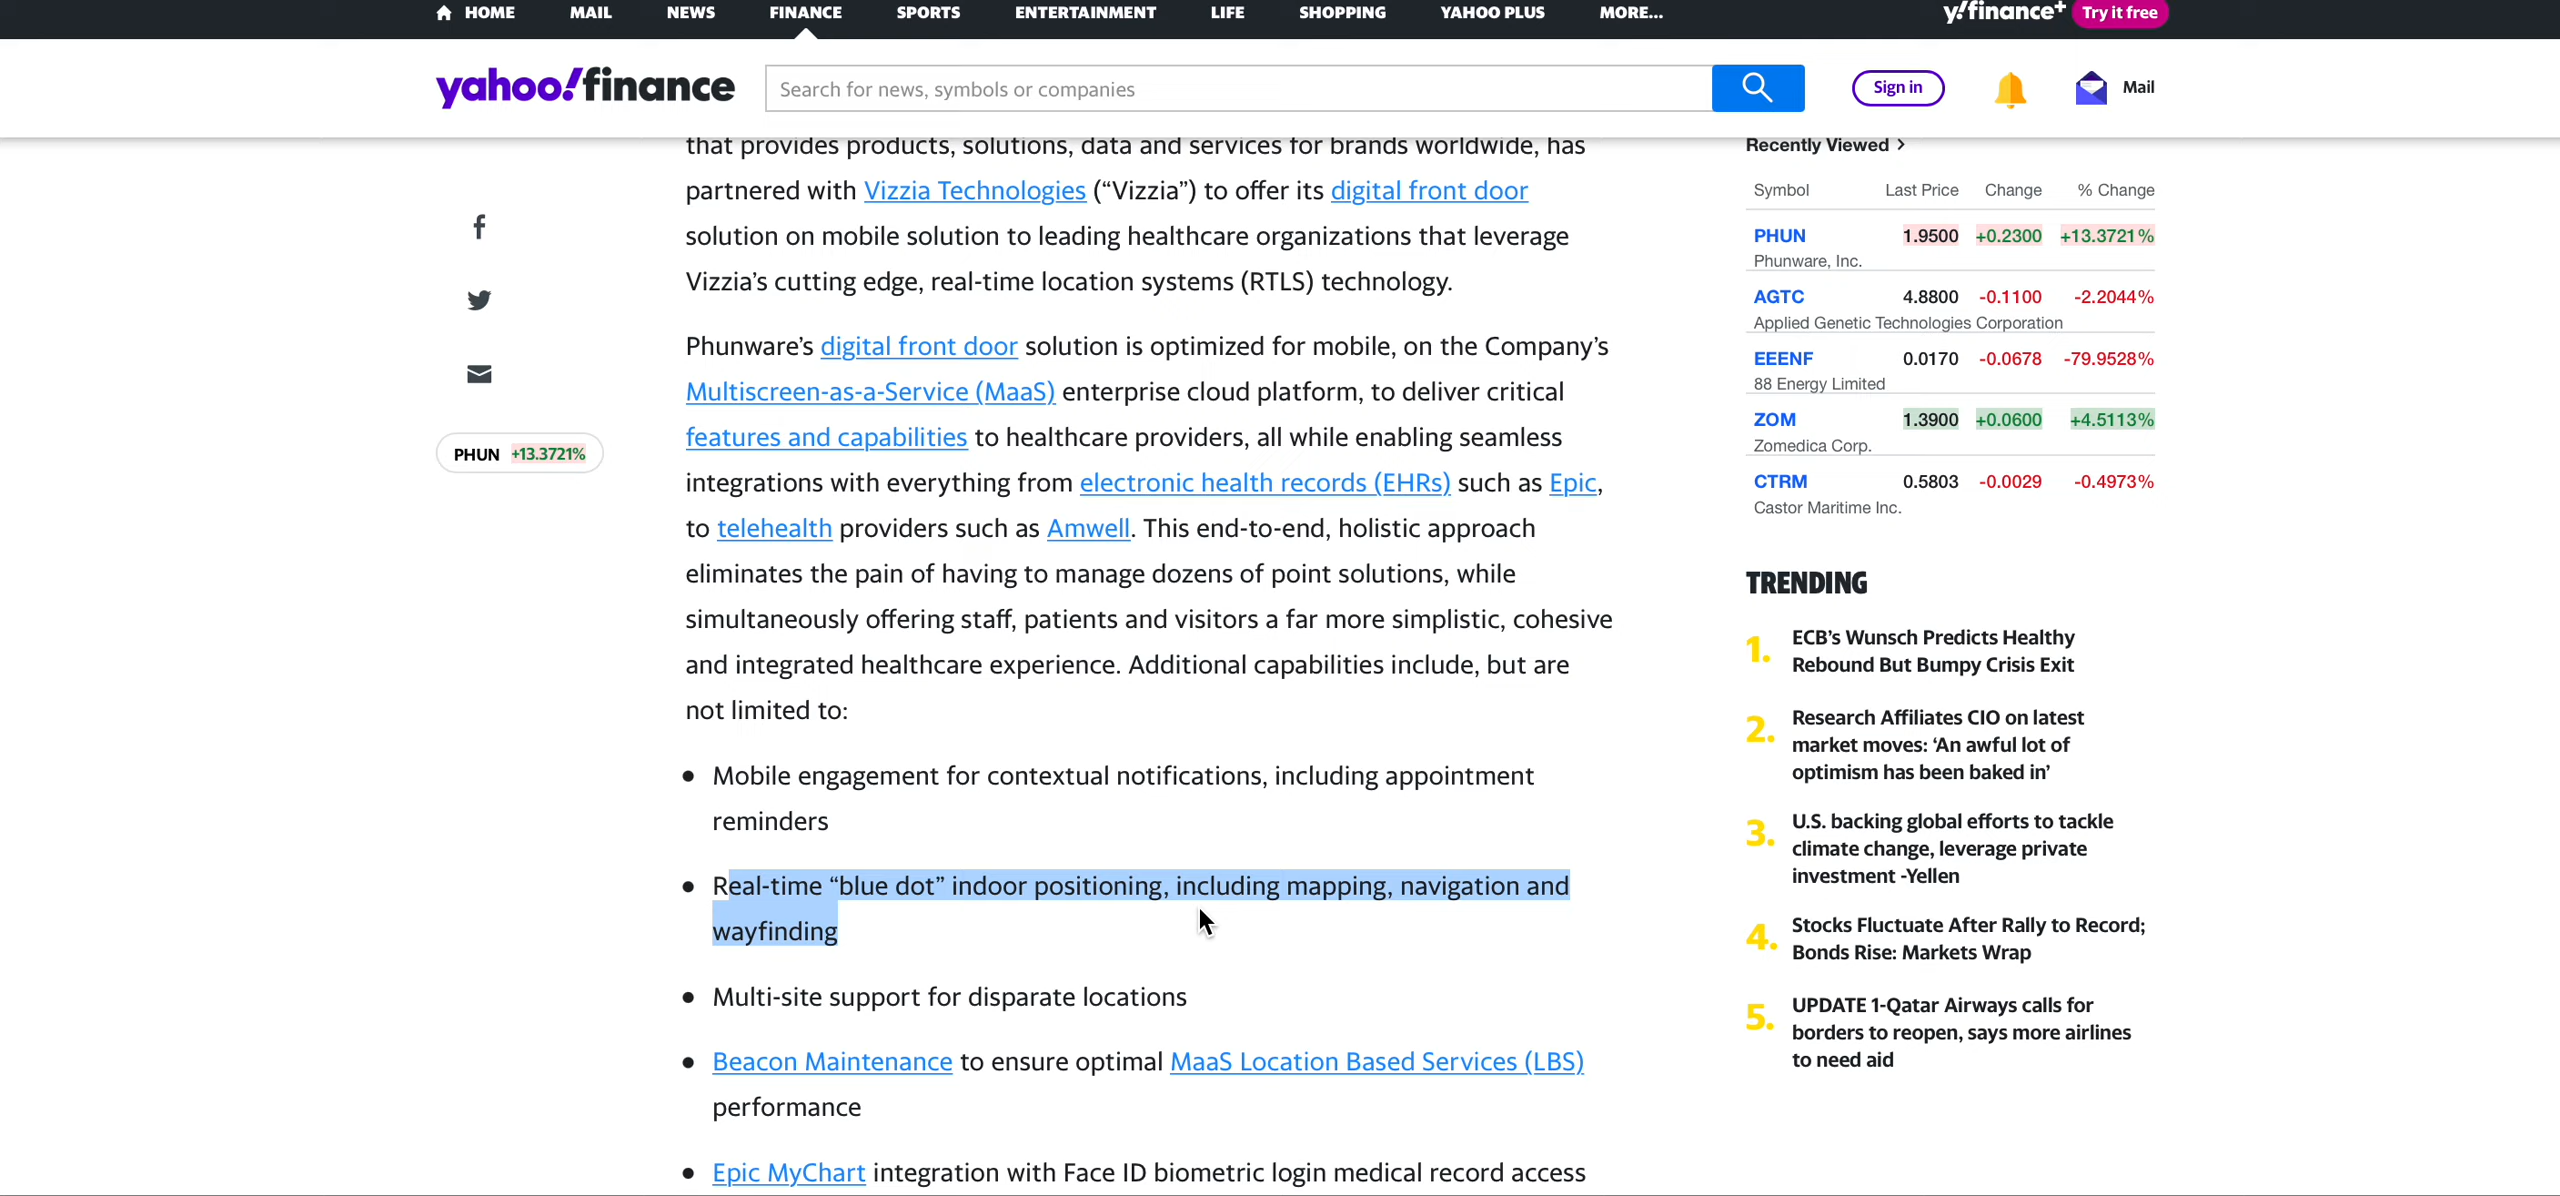 HOME MAIL NEWS FINANCE SPORTS ENTERTAINMENT LIFE SHOPPING YAHOO PLUS MORE... y!finance+ Try it free
yahoo!finance Search for news, symbols or companies Sign in Mail
that provides products, solutions, data and services for brands worldwide, has
partnered with Vizzia Technologies (“Vizzia”) to offer its digital front door
solution on mobile solution to leading healthcare organizations that leverage
Vizzia’s cutting edge, real-time location systems (RTLS) technology.
PHUN +13.3721%
Phunware’s digital front door solution is optimized for mobile, on the Company’s
Multiscreen-as-a-Service (MaaS) enterprise cloud platform, to deliver critical
features and capabilities to healthcare providers, all while enabling seamless
integrations with everything from electronic health records (EHRs) such as Epic,
to telehealth providers such as Amwell. This end-to-end, holistic approach
eliminates the pain of having to manage dozens of point solutions, while
simultaneously offering staff, patients and visitors a far more simplistic, cohesive
and integrated healthcare experience. Additional capabilities include, but are
not limited to:
• Mobile engagement for contextual notifications, including appointment
reminders
• Real-time “blue dot” indoor positioning, including mapping, navigation and
wayfinding
• Multi-site support for disparate locations
• Beacon Maintenance to ensure optimal MaaS Location Based Services (LBS)
performance
• Epic MyChart integration with Face ID biometric login medical record access
Recently Viewed >
Symbol Last Price Change % Change
PHUN 1.9500 +0.2300 +13.3721%
Phunware, Inc.
AGTC 4.8800 -0.1100 -2.2044%
Applied Genetic Technologies Corporation
EEENF 0.0170 -0.0678 -79.9528%
88 Energy Limited
ZOM 1.3900 +0.0600 +4.5113%
Zomedica Corp.
CTRM 0.5803 -0.0029 -0.4973%
Castor Maritime Inc.
TRENDING
1. ECB’s Wunsch Predicts Healthy
Rebound But Bumpy Crisis Exit
2. Research Affiliates CIO on latest
market moves: ‘An awful lot of
optimism has been baked in’
3. U.S. backing global efforts to tackle
climate change, leverage private
investment -Yellen
4. Stocks Fluctuate After Rally to Record;
Bonds Rise: Markets Wrap
5. UPDATE 1-Qatar Airways calls for
borders to reopen, says more airlines
to need aid